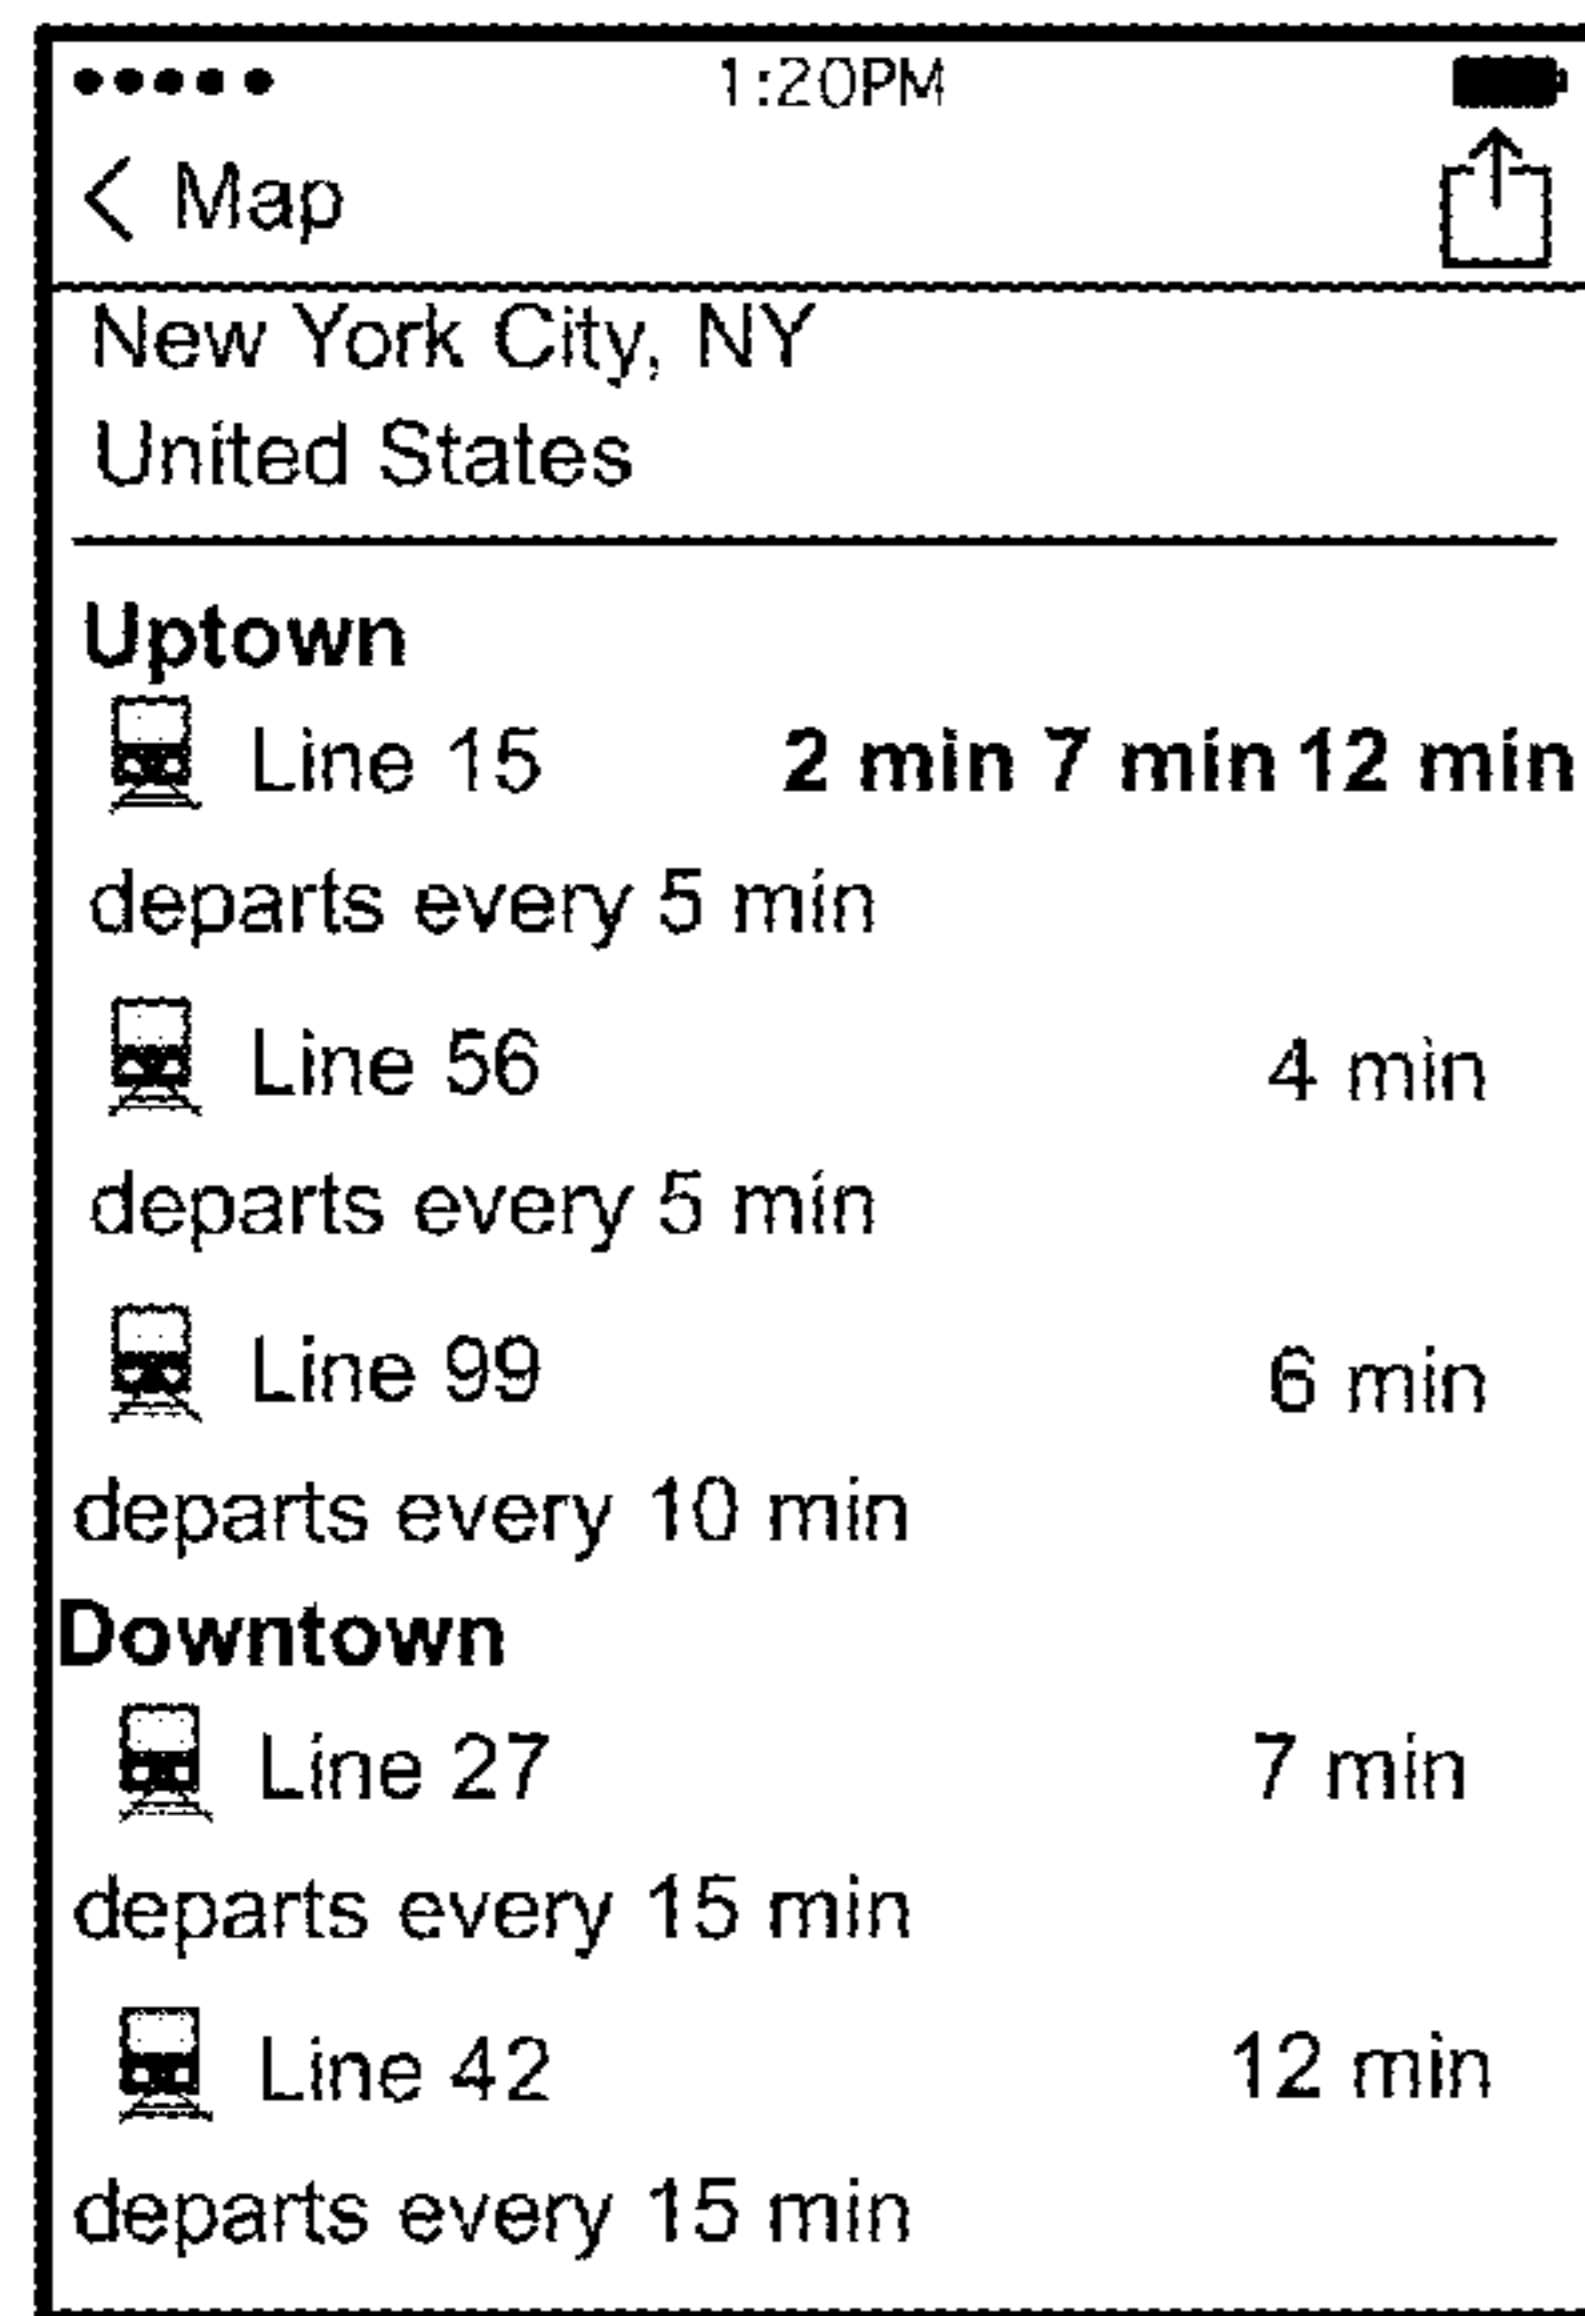 1:20PM
< Map
New York City, NY
United States
Uptown
Line 15 2 min 7 min 12 min
departs every 5 min
Line 56 4 min
departs every 5 min
Line 99 6 min
departs every 10 min
Downtown
Line 27 7 min
departs every 15 min
Line 42 12 min
departs every 15 min